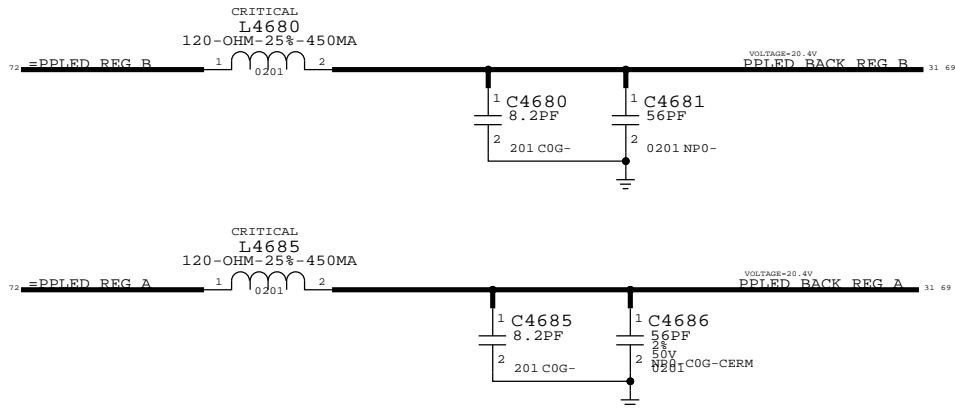 CRITICAL
L4680
120-OHM-25%-450MA
VOLTAGE=20.4V
72 =PPLED_REG_B 1 2 PPLED_BACK_REG_B 31 69
0201
1 C4680 1 C4681
8.2PF 56PF
2 2
201 C0G- 0201 NP0-
CRITICAL
L4685
120-OHM-25%-450MA
VOLTAGE=20.4V
72 =PPLED_REG_A 1 2 PPLED_BACK_REG_A 31 69
0201
1 C4685 1 C4686
8.2PF 56PF
2%
50V
2 2 NP0-C0G-CERM
201 C0G- 0201